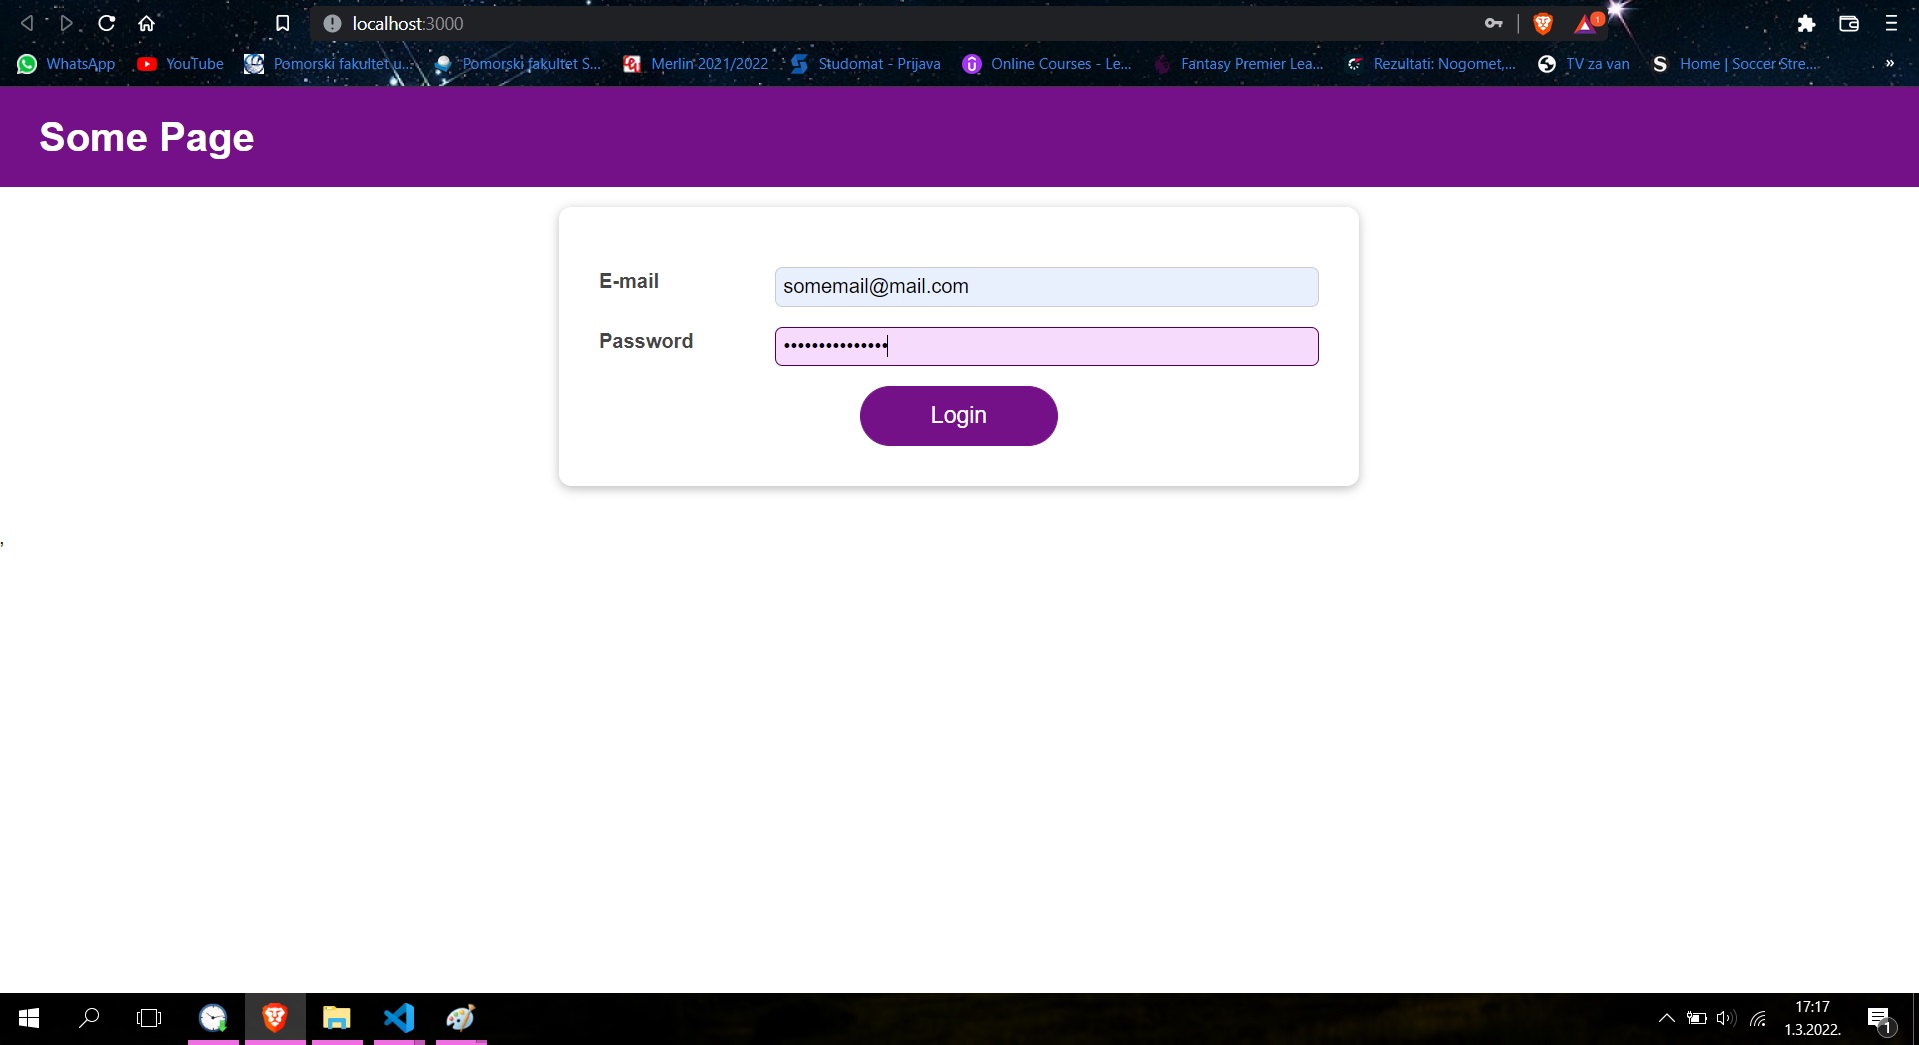 localhost:3000
1
WhatsApp YouTube Pomorski fakultet u... Pomorski fakultet S... Merlin 2021/2022 Studomat - Prijava Online Courses - Le... Fantasy Premier Lea... Rezultati: Nogomet,... TV za van Home | Soccer Stre... »
Some Page
E-mail
somemail@mail.com
Password
•••••••••••••••
Login
,
17:17
1.3.2022.
1